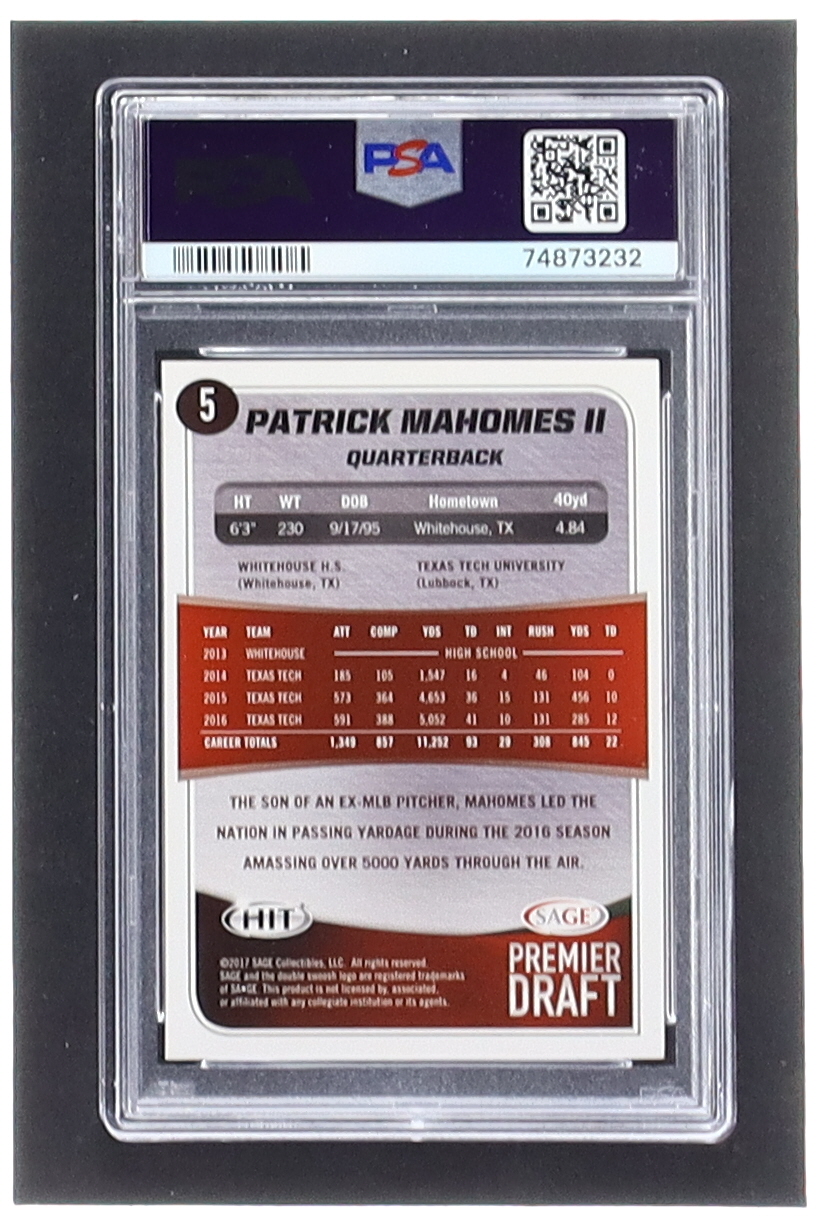 PSA
74873232
5 PATRICK MAHOMES II
QUARTERBACK
HT WT DOB Hometown 40yd
6'3" 230 9/17/95 Whitehouse, TX 4.84
WHITEHOUSE H.S. TEXAS TECH UNIVERSITY
(Whitehouse, TX) (Lubbock, TX)
YEAR TEAM ATT COMP YDS TD INT RUSH YDS TD
2013 WHITEHOUSE HIGH SCHOOL
2014 TEXAS TECH 185 105 1,547 16 4 46 104 0
2015 TEXAS TECH 573 364 4,653 36 15 131 456 10
2016 TEXAS TECH 591 388 5,052 41 10 131 285 12
CAREER TOTALS 1,349 857 11,252 93 29 308 845 22
THE SON OF AN EX-MLB PITCHER, MAHOMES LED THE
NATION IN PASSING YARDAGE DURING THE 2016 SEASON
AMASSING OVER 5000 YARDS THROUGH THE AIR.
HIT SAGE
PREMIER
DRAFT
©2017 SAGE Collectibles, LLC. All rights reserved.
SAGE and the double swoosh logo are registered trademarks
of SA•GE. This product is not licensed by, associated,
or affiliated with any collegiate institution or its agents.